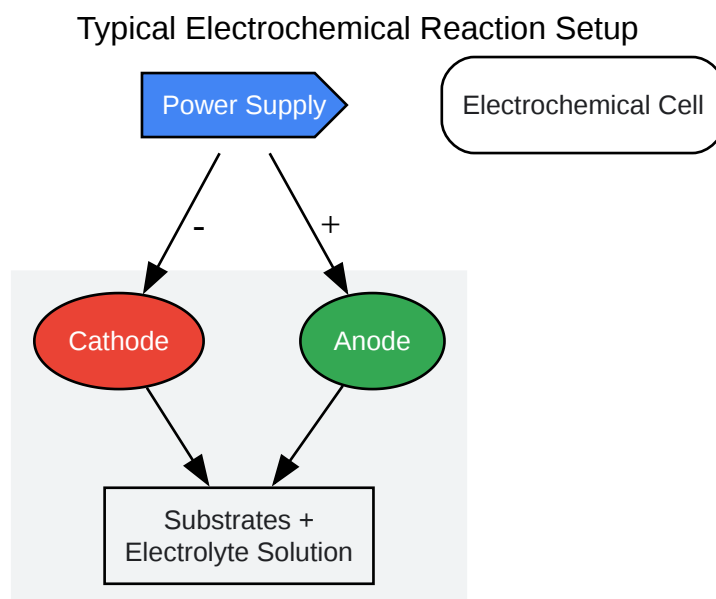 Typical Electrochemical Reaction Setup
Power Supply
Electrochemical Cell
-
+
Cathode
Anode
Substrates +
Electrolyte Solution